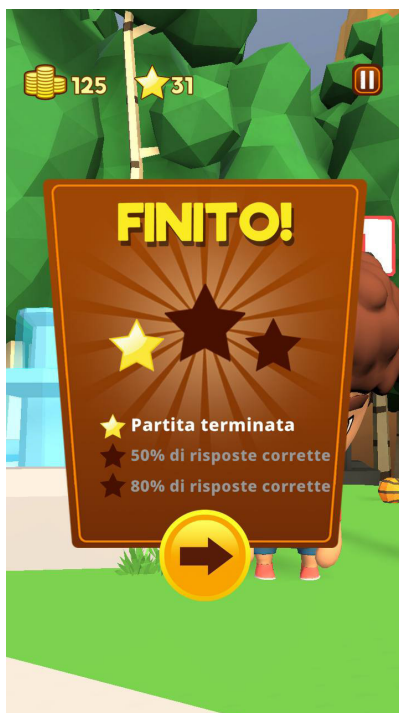 125 31
FINITO!
Partita terminata
50% di risposte corrette
80% di risposte corrette